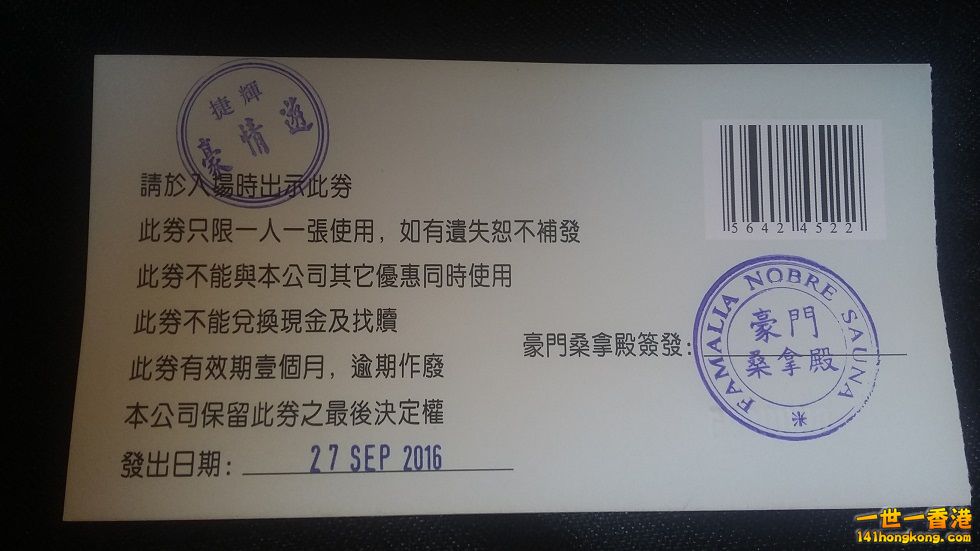 捷輝
豪情遊
請於入場時出示此券
此券只限一人一張使用，如有遺失恕不補發
此券不能與本公司其它優惠同時使用
此券不能兌換現金及找贖
此券有效期壹個月，逾期作廢
本公司保留此券之最後決定權
發出日期：27 SEP 2016
5642 4522
豪門桑拿殿簽發：
FAMALIA NOBRE SAUNA
豪門
桑拿殿
一世一香港
141hongkong.com